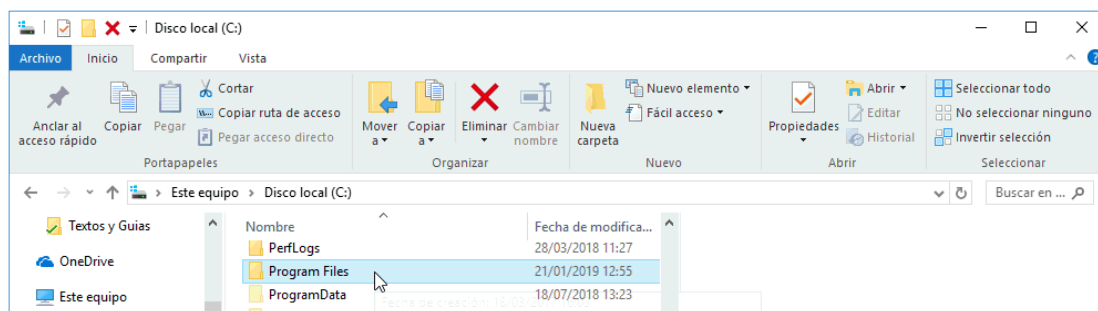 Disco local (C:)
Archivo Inicio Compartir Vista
Anclar al acceso rápido
Copiar
Pegar
Cortar
Copiar ruta de acceso
Pegar acceso directo
Portapapeles
Mover a
Copiar a
Eliminar
Cambiar nombre
Organizar
Nueva carpeta
Nuevo elemento
Fácil acceso
Nuevo
Propiedades
Abrir
Editar
Historial
Abrir
Seleccionar todo
No seleccionar ninguno
Invertir selección
Seleccionar
Este equipo > Disco local (C:)
Buscar en ...
Textos y Guias
OneDrive
Este equipo
Nombre Fecha de modifica...
PerfLogs 28/03/2018 11:27
Program Files 21/01/2019 12:55
ProgramData 18/07/2018 13:23